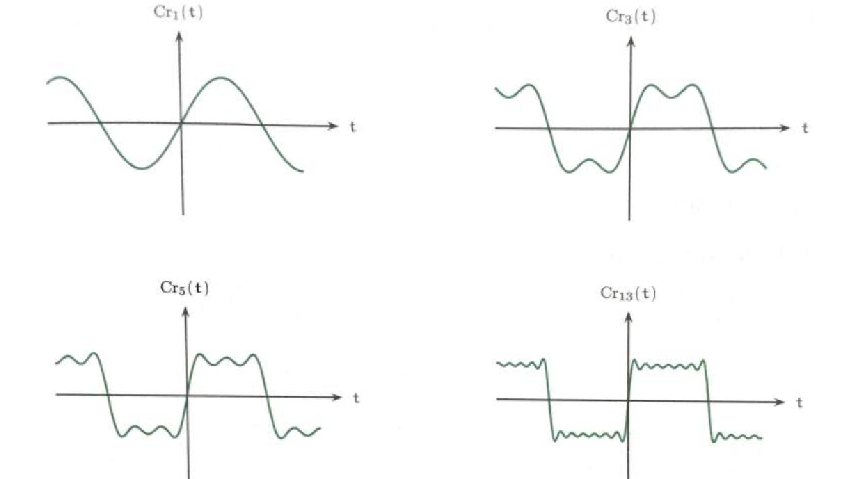 Cr₁(t)
t
Cr₃(t)
t
Cr₅(t)
t
Cr₁₃(t)
t